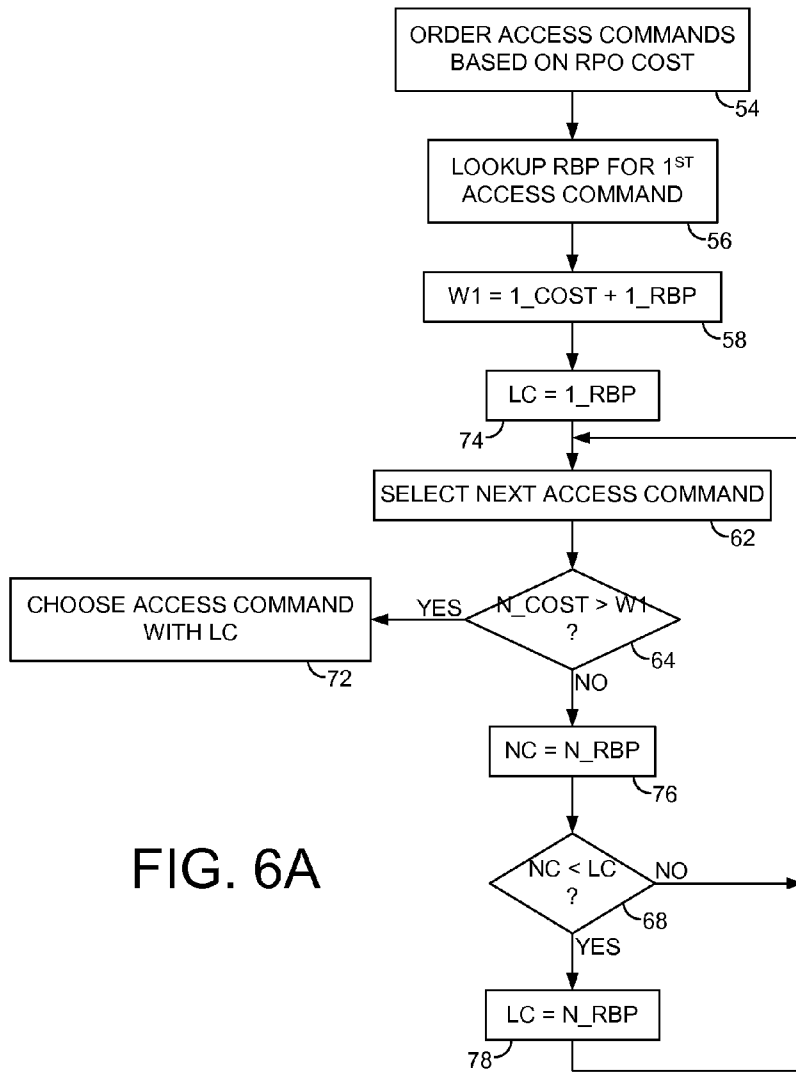 ORDER ACCESS COMMANDS
BASED ON RPO COST
54
LOOKUP RBP FOR 1ST
ACCESS COMMAND
56
W1 = 1_COST + 1_RBP
58
LC = 1_RBP
74
SELECT NEXT ACCESS COMMAND
62
N_COST > W1
?
64
YES
CHOOSE ACCESS COMMAND
WITH LC
72
NO
NC = N_RBP
76
NC < LC
?
68
NO
YES
LC = N_RBP
78
FIG. 6A